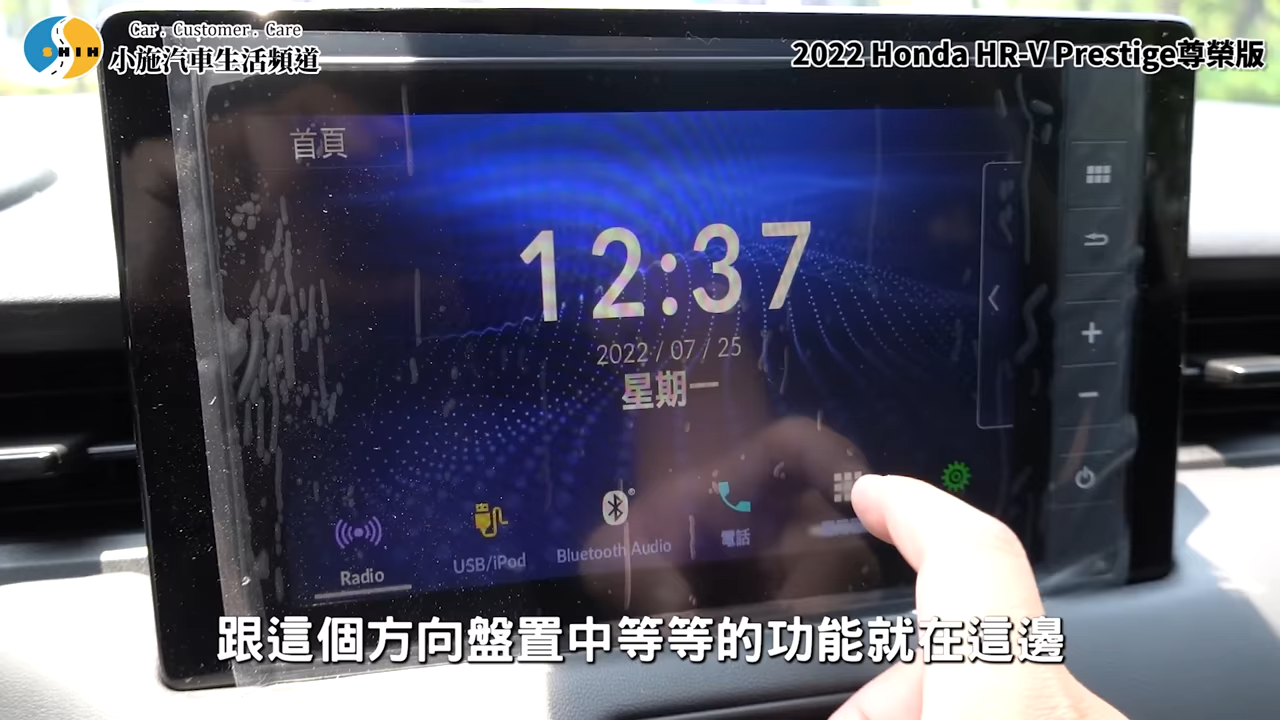 Car . Customer . Care
SHIH
小施汽車生活頻道
2022 Honda HR-V Prestige尊榮版
首頁
12:37
2022 / 07 / 25
星期一
Radio
USB/iPod
Bluetooth Audio
電話
跟這個方向盤置中等等的功能就在這邊